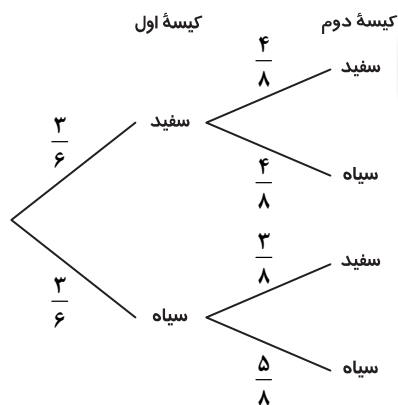 کیسهٔ اول
کیسهٔ دوم
۳/۶
سفید
۴/۸
سفید
۴/۸
سیاه
۳/۶
سیاه
۳/۸
سفید
۵/۸
سیاه